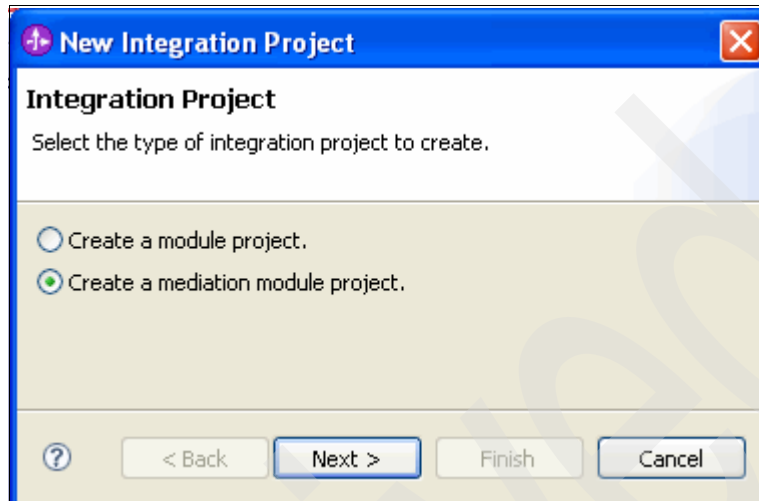 New Integration Project
Integration Project
Select the type of integration project to create.
Create a module project.
Create a mediation module project.
? < Back Next > Finish Cancel